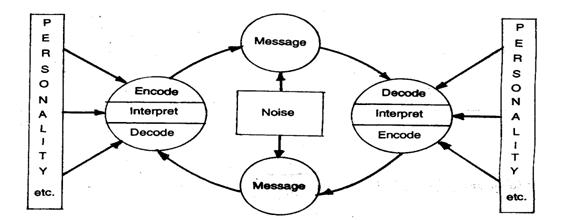 PERSONALITY
etc.
Message
Encode
Interpret
Decode
Noise
Decode
Interpret
Encode
Message
PERSONALITY
etc.